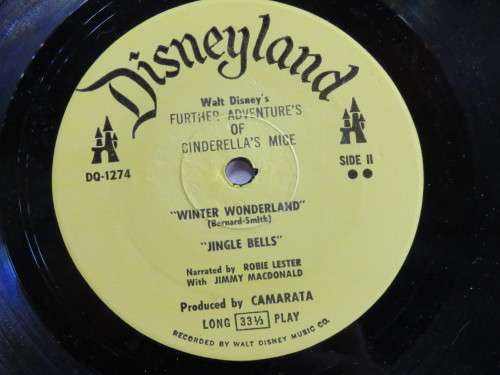 Disneyland
Walt Disney's
FURTHER ADVENTURE'S
OF
CINDERELLA'S MICE
DQ-1274
SIDE II
"WINTER WONDERLAND"
(Bernard-Smith)
"JINGLE BELLS"
Narrated by ROBIE LESTER
With JIMMY MACDONALD
Produced by CAMARATA
LONG 33⅓ PLAY
RECORDED BY WALT DISNEY MUSIC CO.